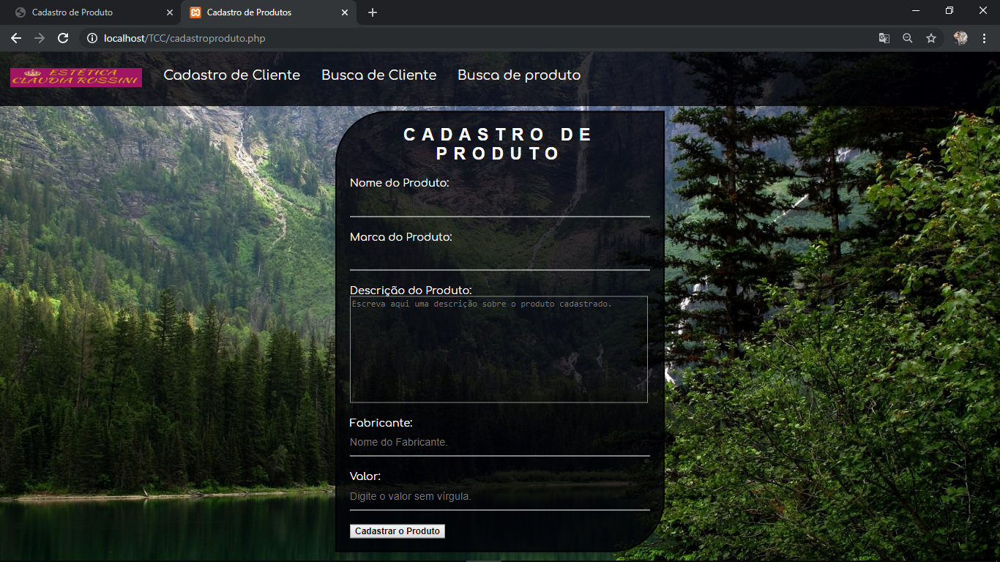 Cadastro de Produto
Cadastro de Produtos
localhost/TCC/cadastroproduto.php
ESTÉTICA
CLAUDIA ROSSINI
Cadastro de Cliente
Busca de Cliente
Busca de produto
CADASTRO DE
PRODUTO
Nome do Produto:
Marca do Produto:
Descrição do Produto:
Escreva aqui uma descrição sobre o produto cadastrado.
Fabricante:
Nome do Fabricante.
Valor:
Digite o valor sem vírgula.
Cadastrar o Produto